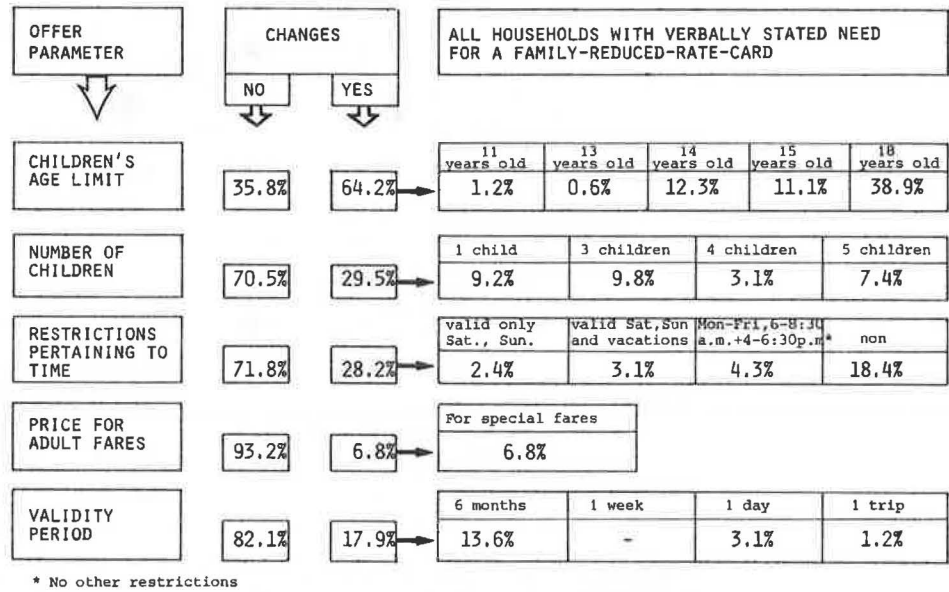 OFFER
PARAMETER
CHANGES
NO YES
ALL HOUSEHOLDS WITH VERBALLY STATED NEED
FOR A FAMILY-REDUCED-RATE-CARD
CHILDREN'S
AGE LIMIT
35.8% 64.2%
11
years old
13
years old
14
years old
15
years old
18
years old
1.2% 0.6% 12.3% 11.1% 38.9%
NUMBER OF
CHILDREN
70.5% 29.5%
1 child 3 children 4 children 5 children
9.2% 9.8% 3.1% 7.4%
RESTRICTIONS
PERTAINING TO
TIME
71.8% 28.2%
valid only
Sat., Sun.
valid Sat,Sun
and vacations
Mon-Fri,6-8:30
a.m.+4-6:30p.m*
non
2.4% 3.1% 4.3% 18.4%
PRICE FOR
ADULT FARES
93.2% 6.8%
For special fares
6.8%
VALIDITY
PERIOD
82.1% 17.9%
6 months 1 week 1 day 1 trip
13.6% - 3.1% 1.2%
* No other restrictions